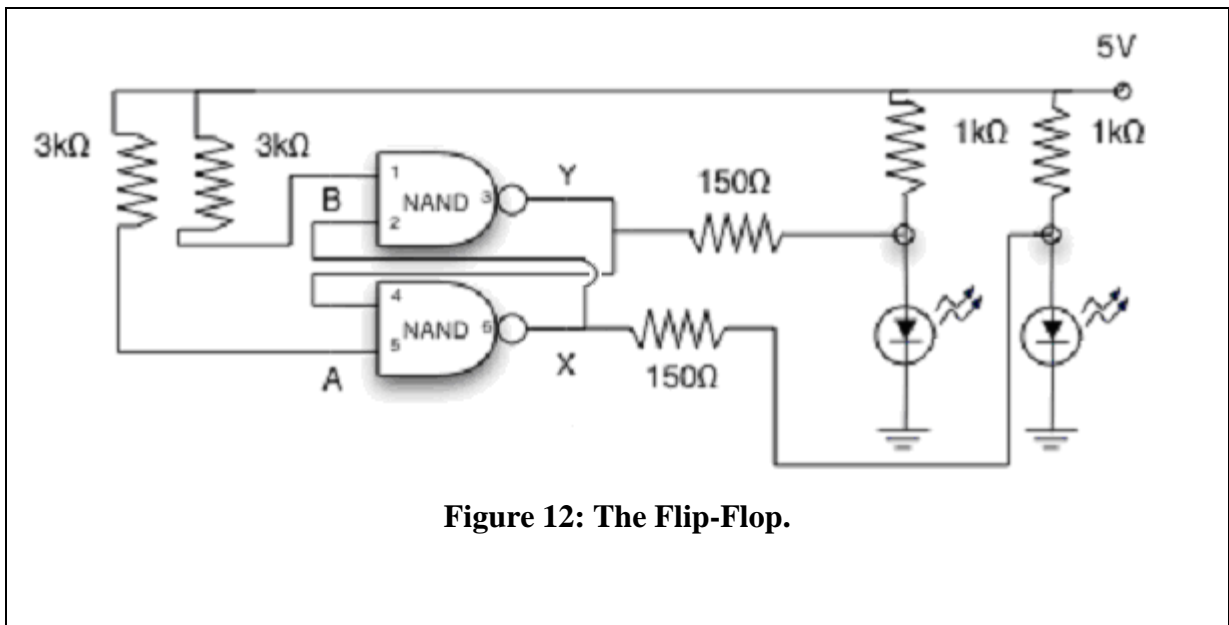 5V
3kΩ
3kΩ
1kΩ
1kΩ
B
1
2
NAND
3
Y
150Ω
4
5
NAND
6
A
X
150Ω
Figure 12: The Flip-Flop.